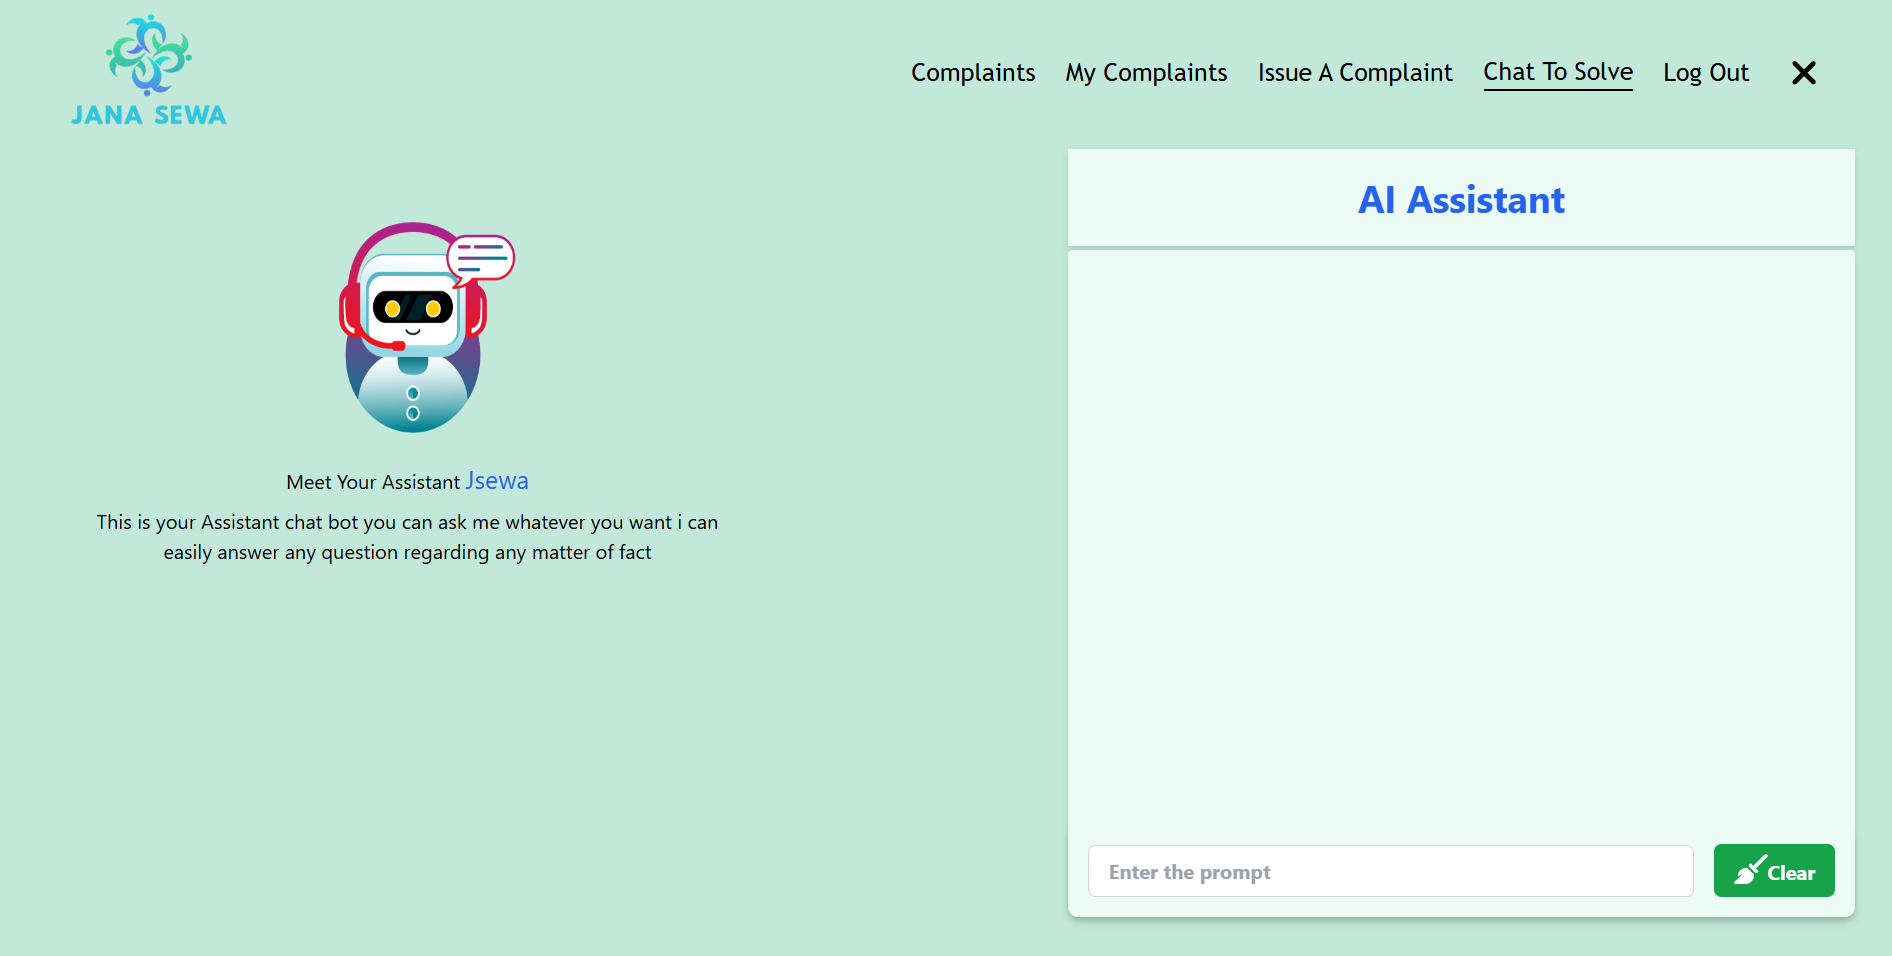 JANA SEWA
Complaints My Complaints Issue A Complaint Chat To Solve Log Out
AI Assistant
Meet Your Assistant Jsewa
This is your Assistant chat bot you can ask me whatever you want i can
easily answer any question regarding any matter of fact
Enter the prompt
Clear